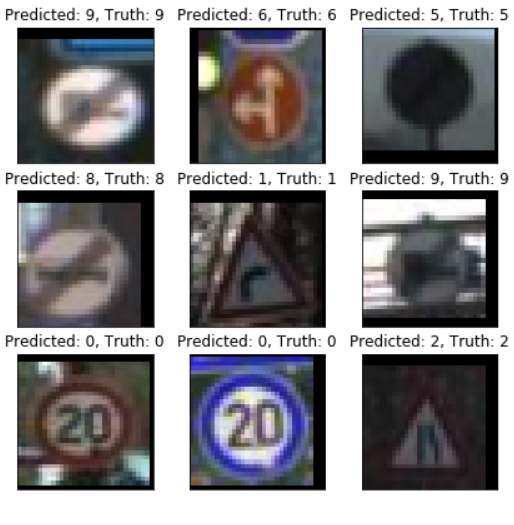 Predicted: 9, Truth: 9 Predicted: 6, Truth: 6 Predicted: 5, Truth: 5
Predicted: 8, Truth: 8 Predicted: 1, Truth: 1 Predicted: 9, Truth: 9
Predicted: 0, Truth: 0 Predicted: 0, Truth: 0 Predicted: 2, Truth: 2
20 20